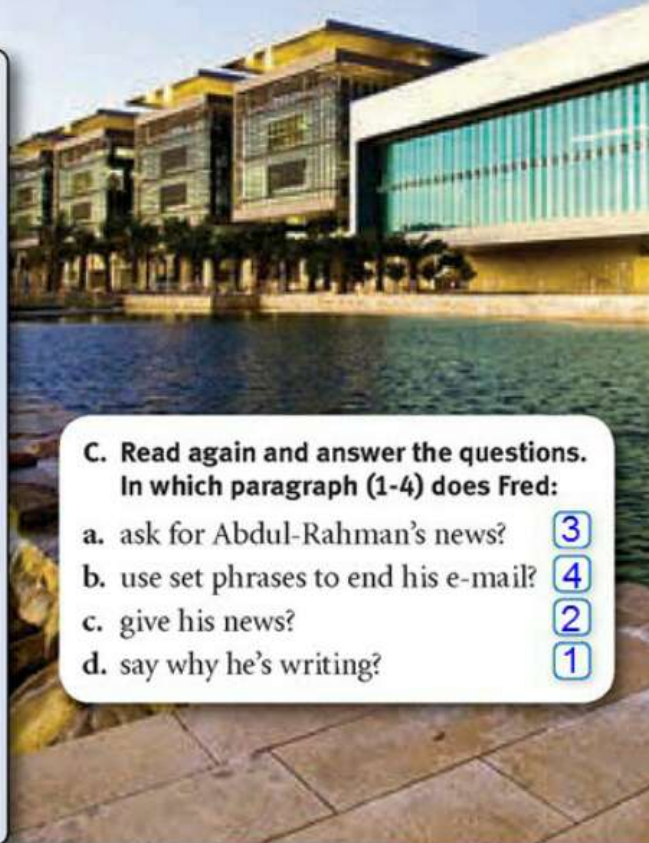 C. Read again and answer the questions.
In which paragraph (1-4) does Fred:
a. ask for Abdul-Rahman's news? 3
b. use set phrases to end his e-mail? 4
c. give his news? 2
d. say why he's writing? 1